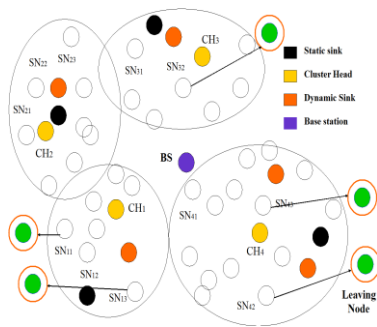 SN23
SN22
SN21
CH2
CH3
SN31
SN32
Static sink
Cluster Head
Dynamic Sink
Base station
BS
CH1
SN11
SN12
SN13
SN41
SN43
CH4
SN42
Leaving
Node